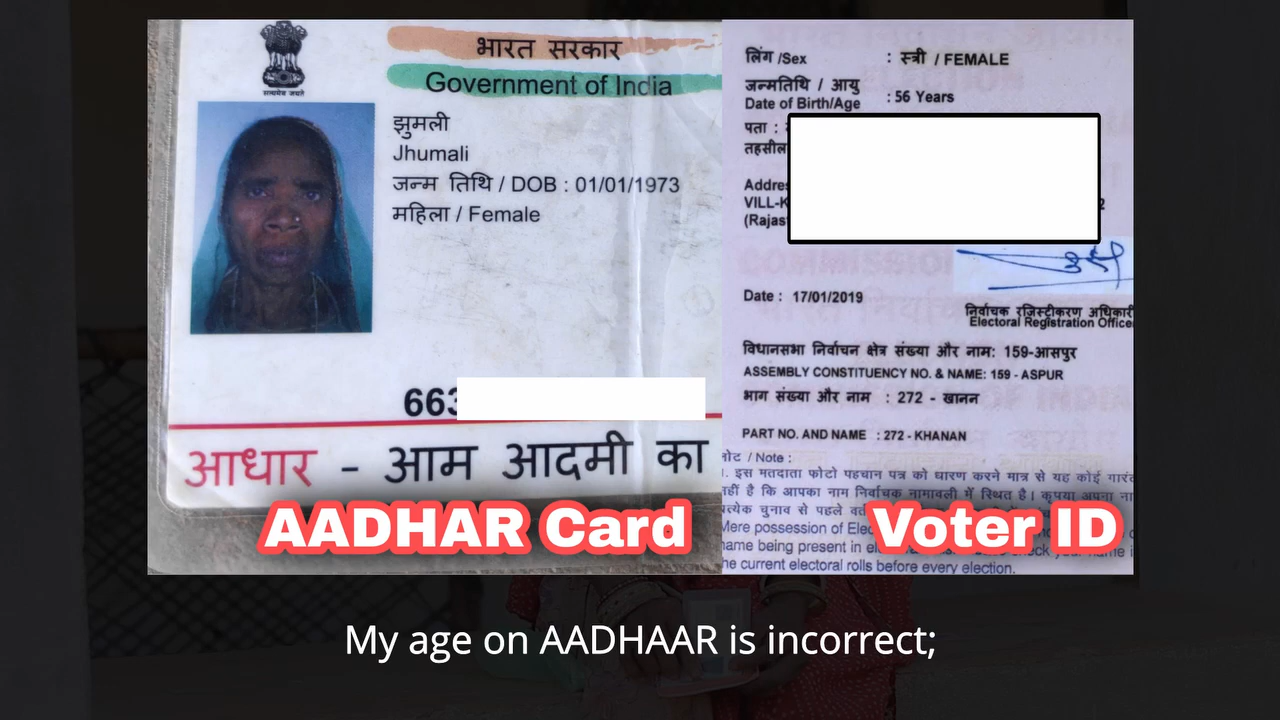 सत्यमेव जयते
भारत सरकार
Government of India
झुमली
Jhumali
जन्म तिथि / DOB : 01/01/1973
महिला / Female
663
आधार - आम आदमी का
AADHAR Card
लिंग /Sex : स्त्री / FEMALE
जन्मतिथि / आयु
Date of Birth/Age : 56 Years
पता :
तहसील
VILL-K
Date : 17/01/2019
निर्वाचक रजिस्ट्रीकरण अधिकारी
Electoral Registration Officer
विधानसभा निर्वाचन क्षेत्र संख्या और नाम: 159-आसपुर
ASSEMBLY CONSTITUENCY NO. & NAME: 159 - ASPUR
भाग संख्या और नाम : 272 - खानन
PART NO. AND NAME : 272 - KHANAN
नोट / Note :
. इस मतदाता फोटो पहचान पत्र को धारण करने मात्र से यह कोई
नहीं है कि आपका नाम निर्वाचक नामावली में स्थित है। कृपया अपना
प्रत्येक चुनाव से पहले
Mere possession of
name being present in
the current electoral rolls before every election.
Voter ID
My age on AADHAAR is incorrect;